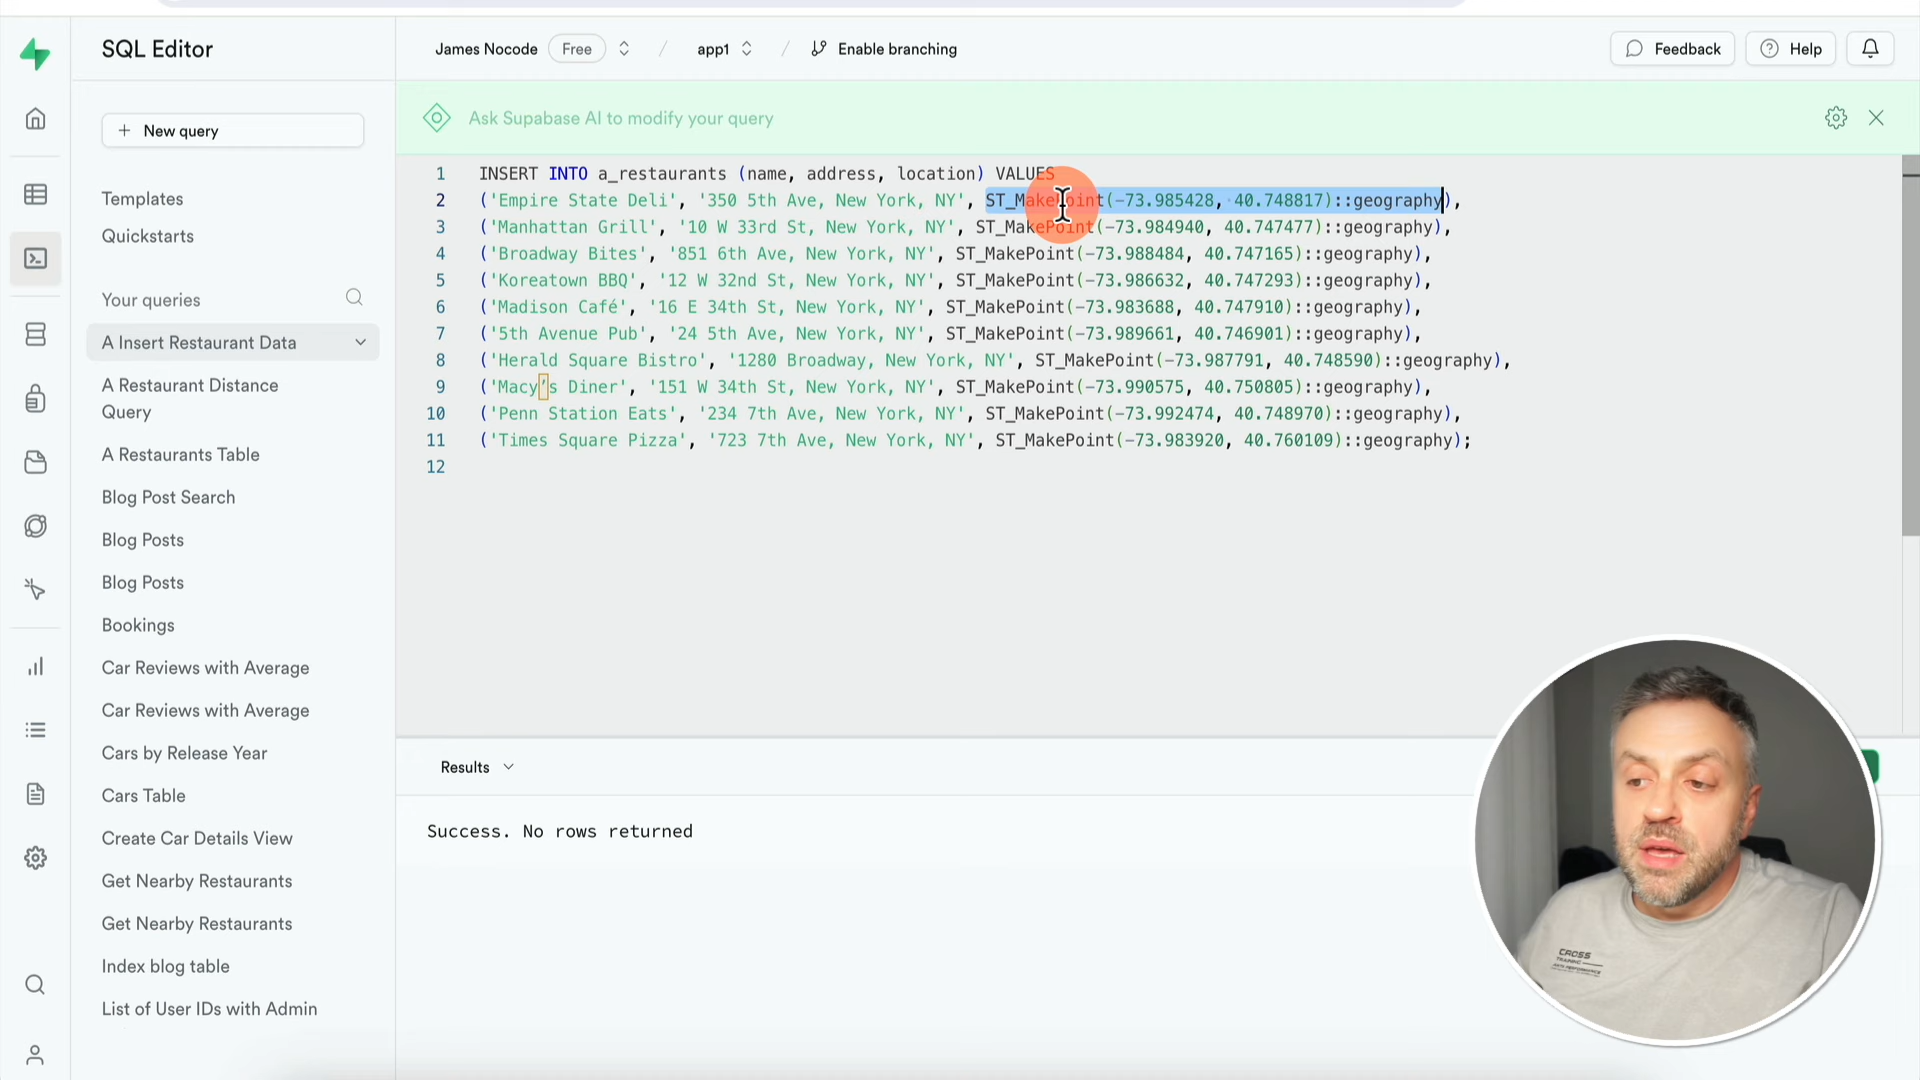 SQL Editor
James Nocode Free / app1 / Enable branching
Feedback
Help
Ask Supabase AI to modify your query
+ New query
Templates
Quickstarts
Your queries
A Insert Restaurant Data
A Restaurant Distance
Query
A Restaurants Table
Blog Post Search
Blog Posts
Blog Posts
Bookings
Car Reviews with Average
Car Reviews with Average
Cars by Release Year
Cars Table
Create Car Details View
Get Nearby Restaurants
Get Nearby Restaurants
Index blog table
List of User IDs with Admin
1 INSERT INTO a_restaurants (name, address, location) VALUES
2 ('Empire State Deli', '350 5th Ave, New York, NY', ST_MakePoint(-73.985428, 40.748817)::geography),
3 ('Manhattan Grill', '10 W 33rd St, New York, NY', ST_MakePoint(-73.984940, 40.747477)::geography),
4 ('Broadway Bites', '851 6th Ave, New York, NY', ST_MakePoint(-73.988484, 40.747165)::geography),
5 ('Koreatown BBQ', '12 W 32nd St, New York, NY', ST_MakePoint(-73.986632, 40.747293)::geography),
6 ('Madison Café', '16 E 34th St, New York, NY', ST_MakePoint(-73.983688, 40.747910)::geography),
7 ('5th Avenue Pub', '24 5th Ave, New York, NY', ST_MakePoint(-73.989661, 40.746901)::geography),
8 ('Herald Square Bistro', '1280 Broadway, New York, NY', ST_MakePoint(-73.987791, 40.748590)::geography),
9 ('Macy’s Diner', '151 W 34th St, New York, NY', ST_MakePoint(-73.990575, 40.750805)::geography),
10 ('Penn Station Eats', '234 7th Ave, New York, NY', ST_MakePoint(-73.992474, 40.748970)::geography),
11 ('Times Square Pizza', '723 7th Ave, New York, NY', ST_MakePoint(-73.983920, 40.760109)::geography);
12
Results
Success. No rows returned
CROSS
TRAINING